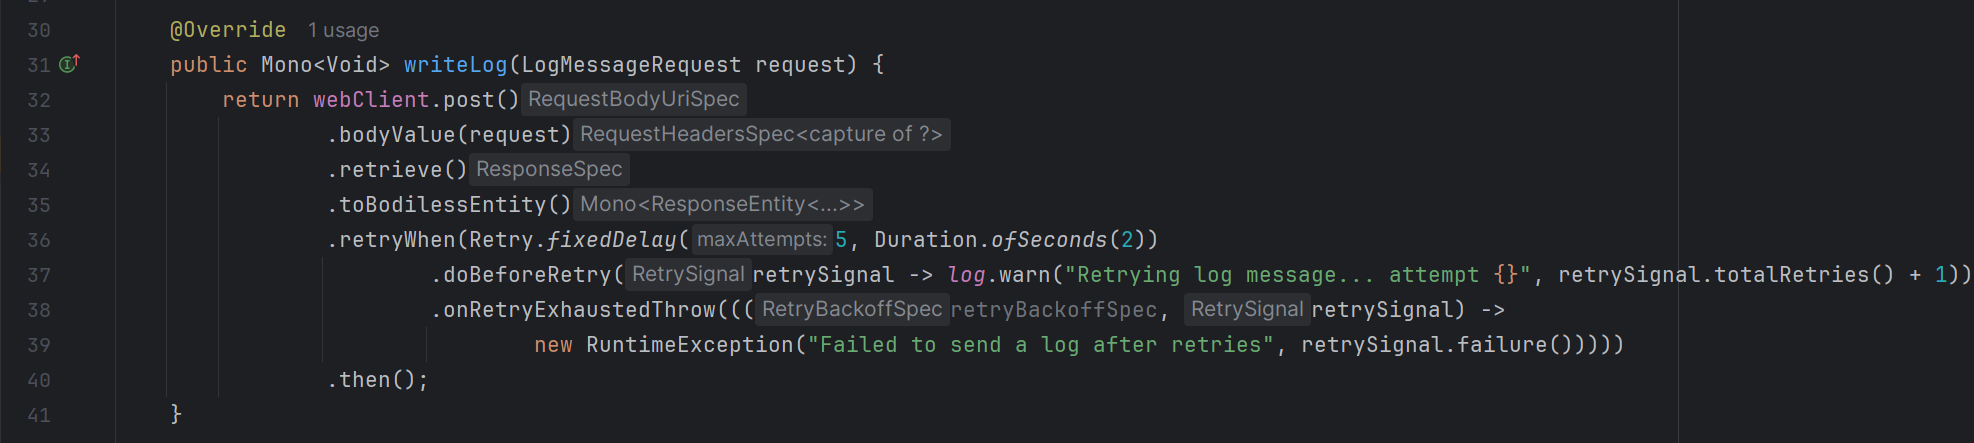 30 @Override 1 usage
31 public Mono<Void> writeLog(LogMessageRequest request) {
32 return webClient.post() RequestBodyUriSpec
33 .bodyValue(request) RequestHeadersSpec<capture of ?>
34 .retrieve() ResponseSpec
35 .toBodilessEntity() Mono<ResponseEntity<...>>
36 .retryWhen(Retry.fixedDelay( maxAttempts: 5, Duration.ofSeconds(2))
37 .doBeforeRetry( RetrySignal retrySignal -> log.warn("Retrying log message... attempt {}", retrySignal.totalRetries() + 1))
38 .onRetryExhaustedThrow((( RetryBackoffSpec retryBackoffSpec, RetrySignal retrySignal) ->
39 new RuntimeException("Failed to send a log after retries", retrySignal.failure()))))
40 .then();
41 }